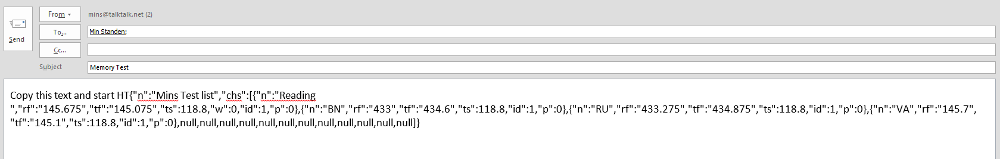 From ▾ mins@talktalk.net (2)
To... Min Standen;
Send
Cc...
Subject Memory Test
Copy this text and start HT{"n":"Mins Test list","chs":[{"n":"Reading
","rf":"145.675","tf":"145.075","ts":118.8,"w":0,"id":1,"p":0},{"n":"BN","rf":"433","tf":"434.6","ts":118.8,"id":1,"p":0},{"n":"RU","rf":"433.275","tf":"434.875","ts":118.8,"id":1,"p":0},{"n":"VA","rf":"145.7",
"tf":"145.1","ts":118.8,"id":1,"p":0},null,null,null,null,null,null,null,null,null,null,null,null]}